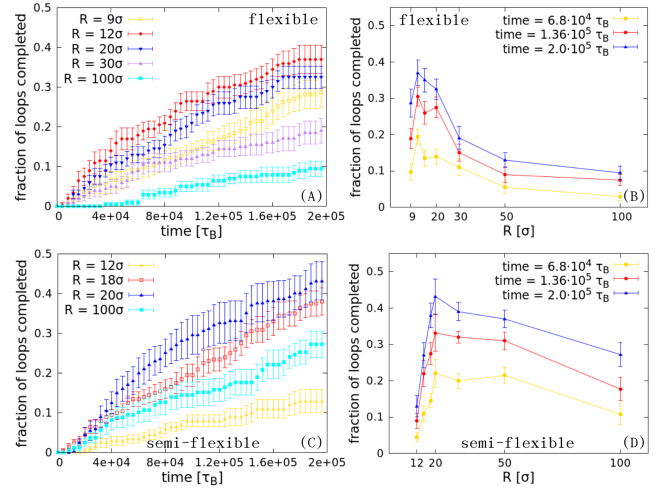 fraction of loops completed
0.5
0.4
0.3
0.2
0.1
0
R = 9σ
R = 12σ
R = 20σ
R = 30σ
R = 100σ
flexible
(A)
0 4e+04 8e+04 1.2e+05 1.6e+05 2e+05
time [τB]
fraction of loops completed
0.5
0.4
0.3
0.2
0.1
0
flexible
time = 6.8·10⁴ τB
time = 1.36·10⁵ τB
time = 2.0·10⁵ τB
(B)
9 20 30 50 100
R [σ]
fraction of loops completed
0.5
0.4
0.3
0.2
0.1
0
R = 12σ
R = 18σ
R = 20σ
R = 100σ
semi-flexible
(C)
0 4e+04 8e+04 1.2e+05 1.6e+05 2e+05
time [τB]
fraction of loops completed
0.5
0.4
0.3
0.2
0.1
0
time = 6.8·10⁴ τB
time = 1.36·10⁵ τB
time = 2.0·10⁵ τB
semi-flexible
(D)
12 20 50 100
R [σ]